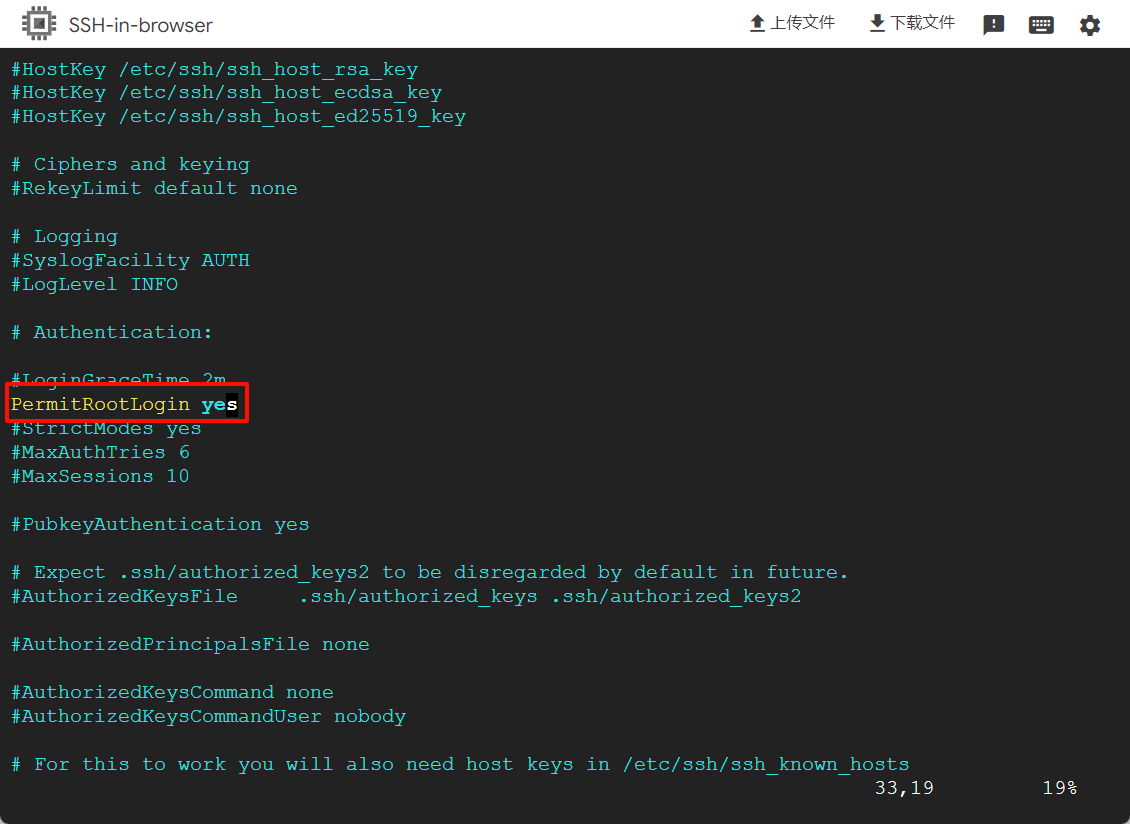 SSH-in-browser
上传文件
下载文件
#HostKey /etc/ssh/ssh_host_rsa_key
#HostKey /etc/ssh/ssh_host_ecdsa_key
#HostKey /etc/ssh/ssh_host_ed25519_key
# Ciphers and keying
#RekeyLimit default none
# Logging
#SyslogFacility AUTH
#LogLevel INFO
# Authentication:
#LoginGraceTime 2m
PermitRootLogin yes
#StrictModes yes
#MaxAuthTries 6
#MaxSessions 10
#PubkeyAuthentication yes
# Expect .ssh/authorized_keys2 to be disregarded by default in future.
#AuthorizedKeysFile     .ssh/authorized_keys .ssh/authorized_keys2
#AuthorizedPrincipalsFile none
#AuthorizedKeysCommand none
#AuthorizedKeysCommandUser nobody
# For this to work you will also need host keys in /etc/ssh/ssh_known_hosts
33,19 19%